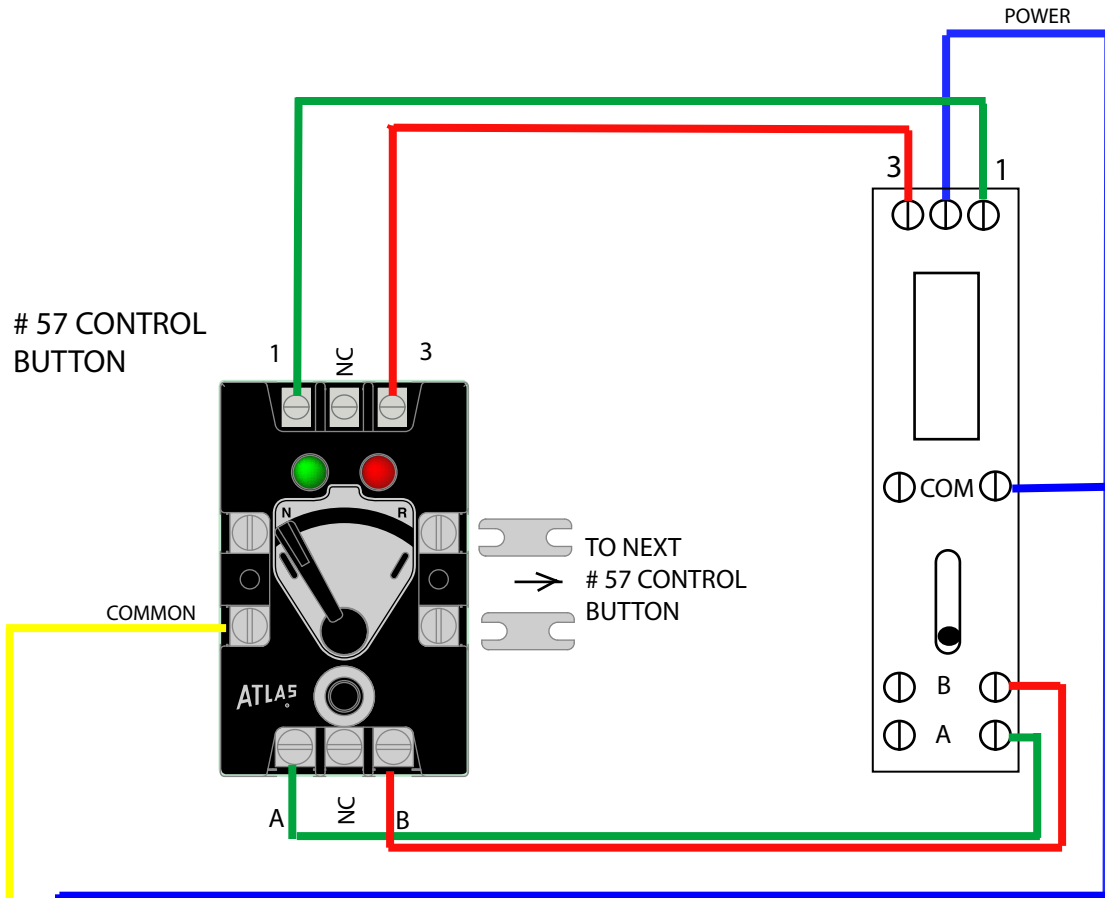 POWER
3
1
# 57 CONTROL
BUTTON
1
NC
3
N
R
COM
TO NEXT
# 57 CONTROL
BUTTON
COMMON
ATLAS
B
A
A
NC
B